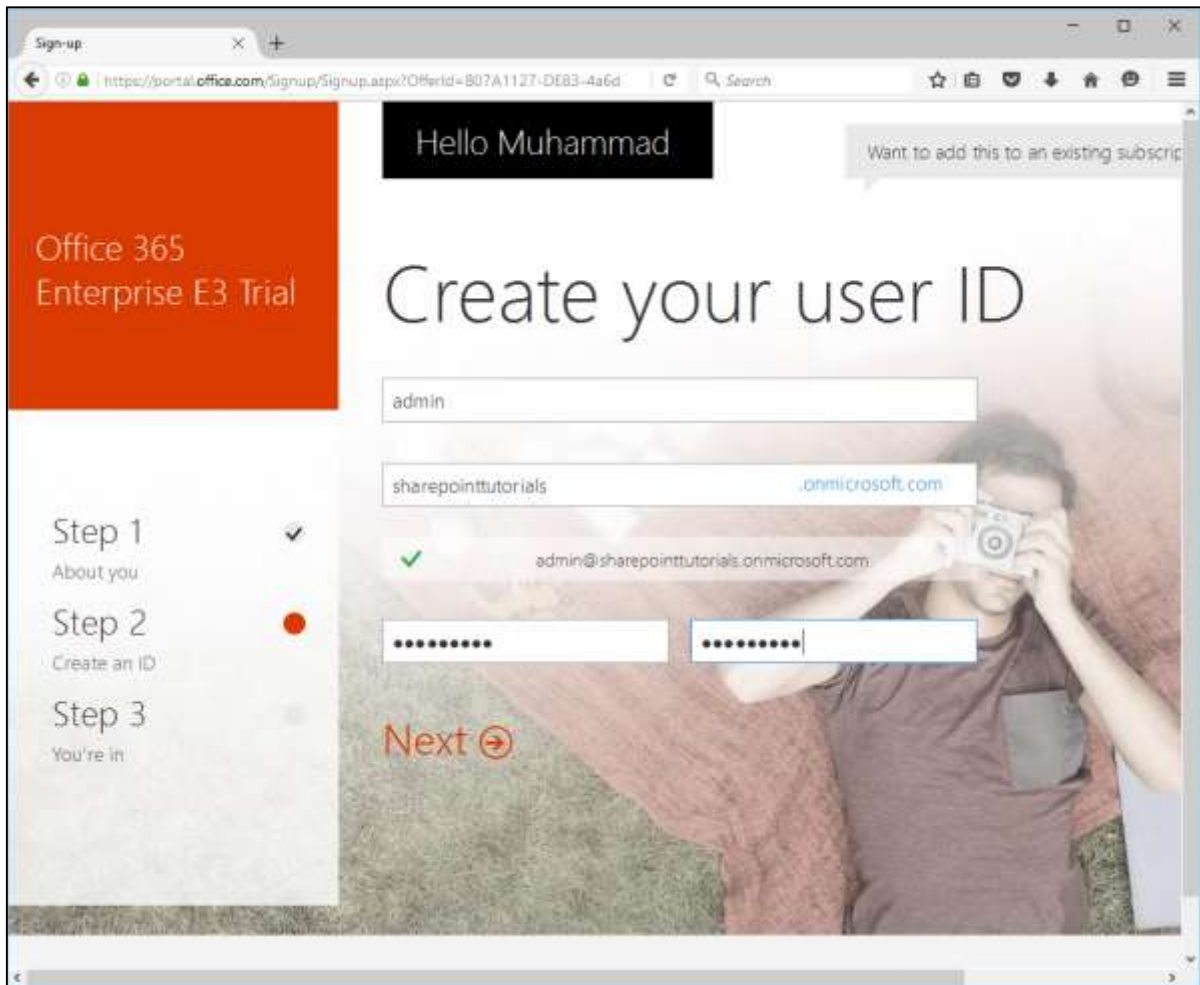 Sign-up
https://portal.office.com/Signup/Signup.aspx?OfferId=B07A1127-DE83-4a6d
Search
Hello Muhammad
Want to add this to an existing subscrip
Office 365
Enterprise E3 Trial
Create your user ID
admin
sharepointtutorials .onmicrosoft.com
admin@sharepointtutorials.onmicrosoft.com
Step 1
About you
Step 2
Create an ID
Step 3
You're in
Next